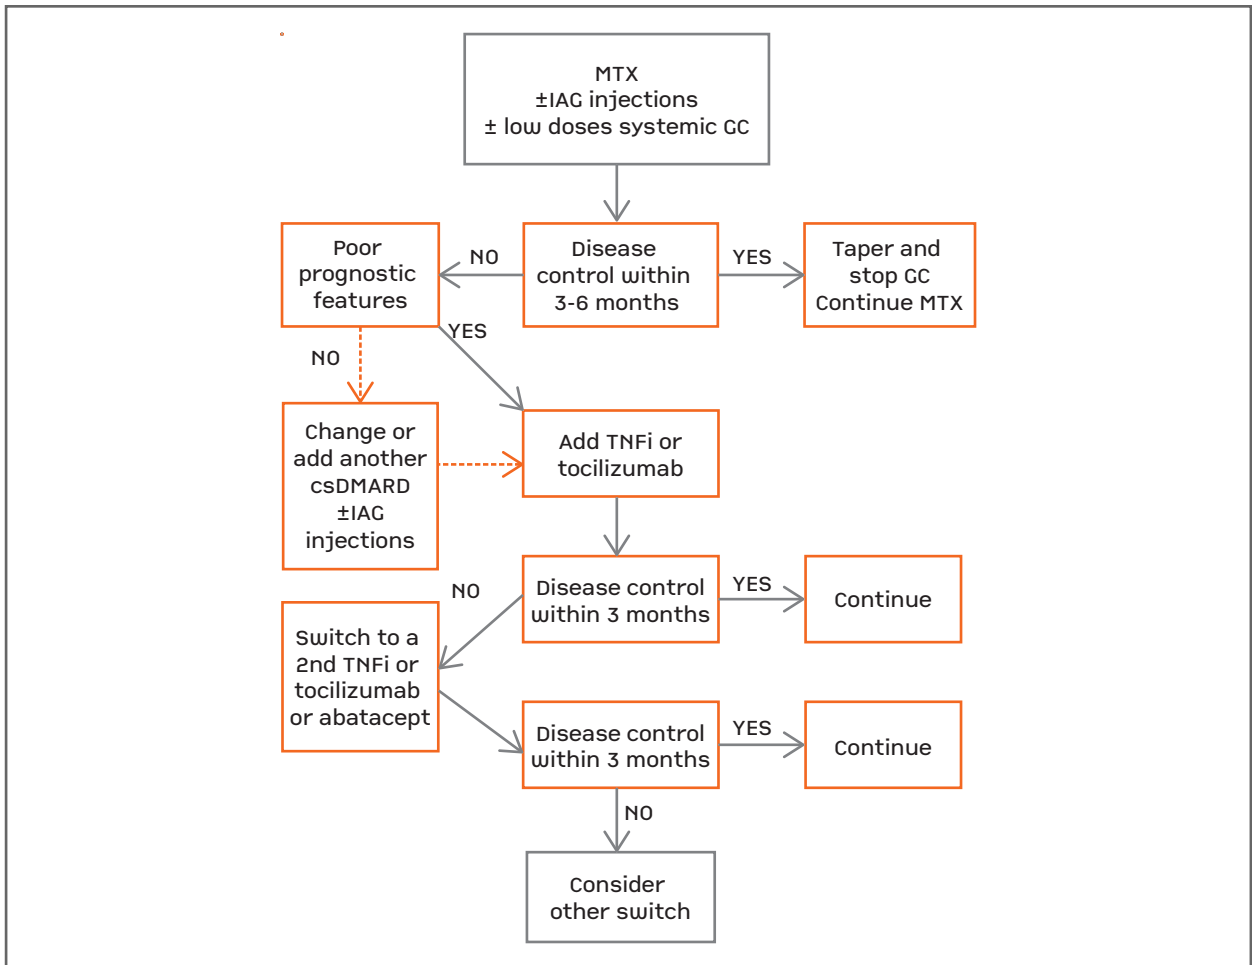 MTX
±IAG injections
± low doses systemic GC
Poor
prognostic
features
NO
Disease
control within
3-6 months
YES
Taper and
stop GC
Continue MTX
YES
NO
Change or
add another
csDMARD
±IAG
injections
Add TNFi or
tocilizumab
Disease control
within 3 months
YES
Continue
NO
Switch to a
2nd TNFi or
tocilizumab
or abatacept
Disease control
within 3 months
YES
Continue
NO
Consider
other switch